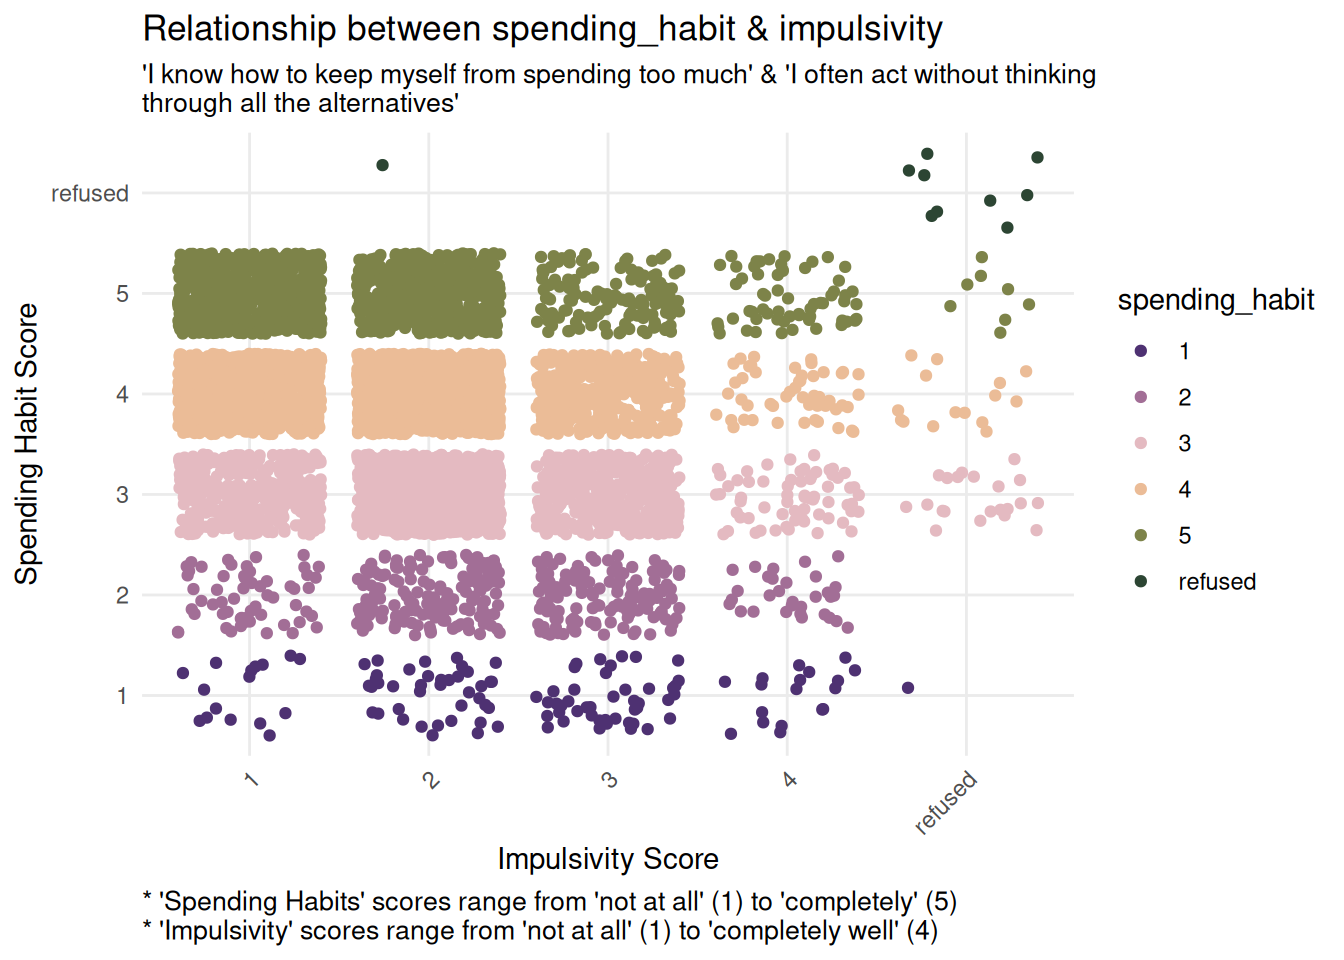 Relationship between spending_habit & impulsivity
'I know how to keep myself from spending too much' & 'I often act without thinking
through all the alternatives'
Spending Habit Score
refused
5
4
3
2
1
1
2
3
4
refused
Impulsivity Score
spending_habit
1
2
3
4
5
refused
* 'Spending Habits' scores range from 'not at all' (1) to 'completely' (5)
* 'Impulsivity' scores range from 'not at all' (1) to 'completely well' (4)